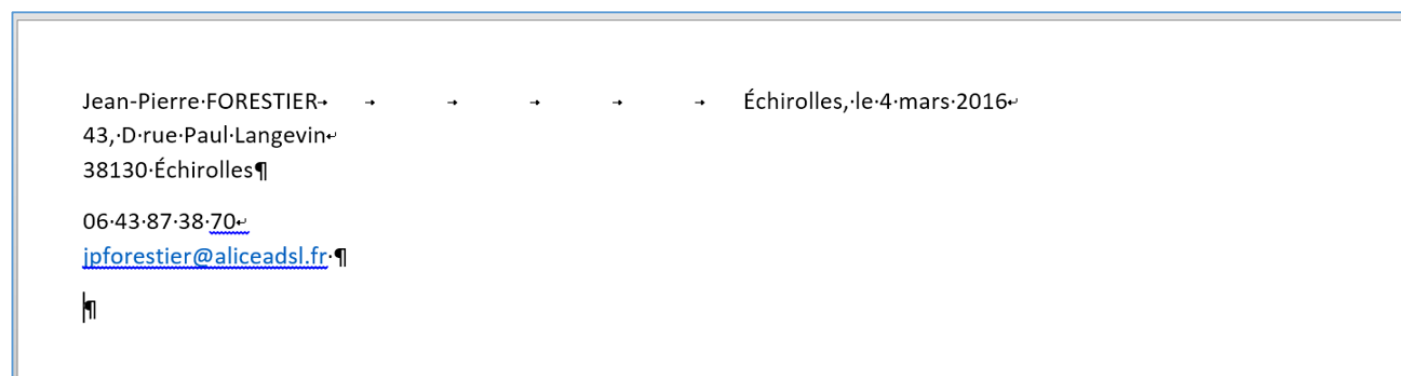 Jean-Pierre FORESTIER Échirolles, le 4 mars 2016
43, D rue Paul Langevin
38130 Échirolles
06 43 87 38 70
jpforestier@aliceadsl.fr